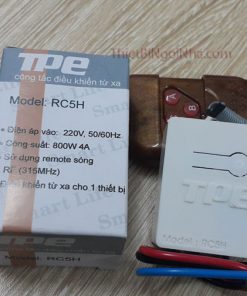 ThietBiNgoiNha.com
TPE
công tắc điều khiển từ xa
Model: RC5H
• Điện áp vào: 220V, 50/60Hz.
• Công suất: 800W 4A
• Sử dụng remote sóng
RF (315MHz)
Điều khiển từ xa cho 1 thiết bị
A
B
TPE
Model: RC5H
TPE
Model: RC5H